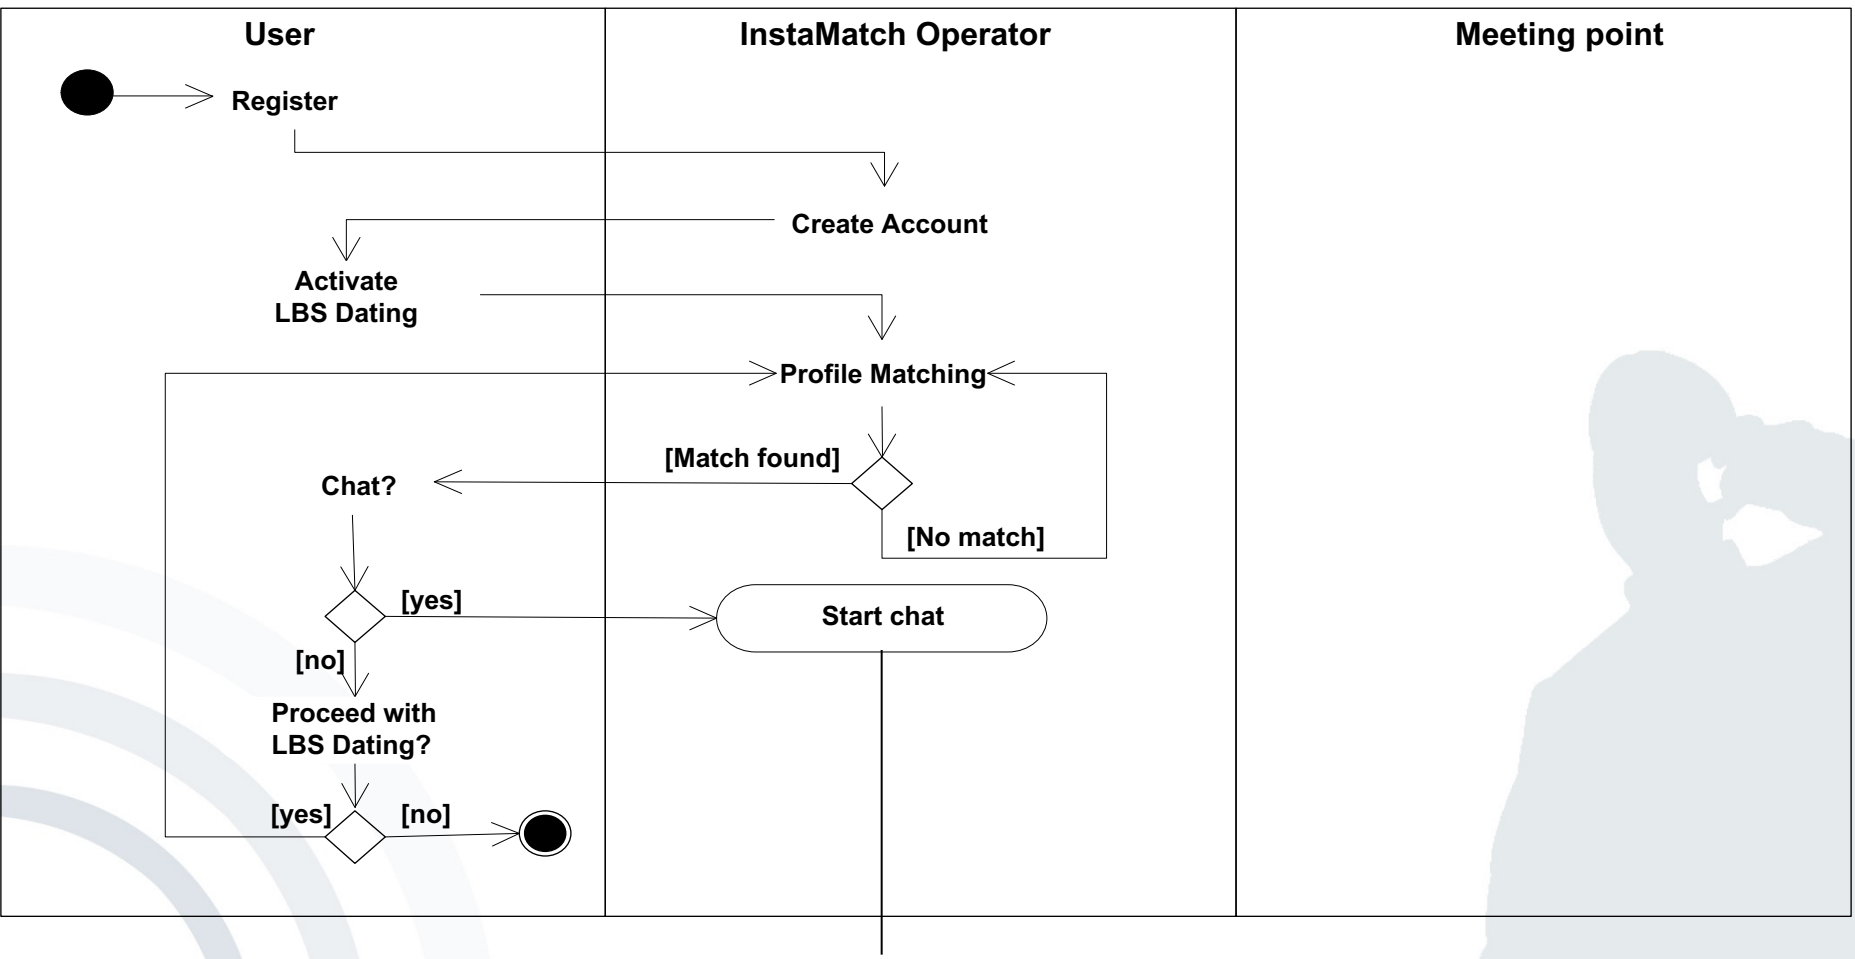 User
InstaMatch Operator
Meeting point
Register
Create Account
Activate
LBS Dating
Profile Matching
[Match found]
Chat?
[No match]
[yes]
Start chat
[no]
Proceed with
LBS Dating?
[yes]
[no]